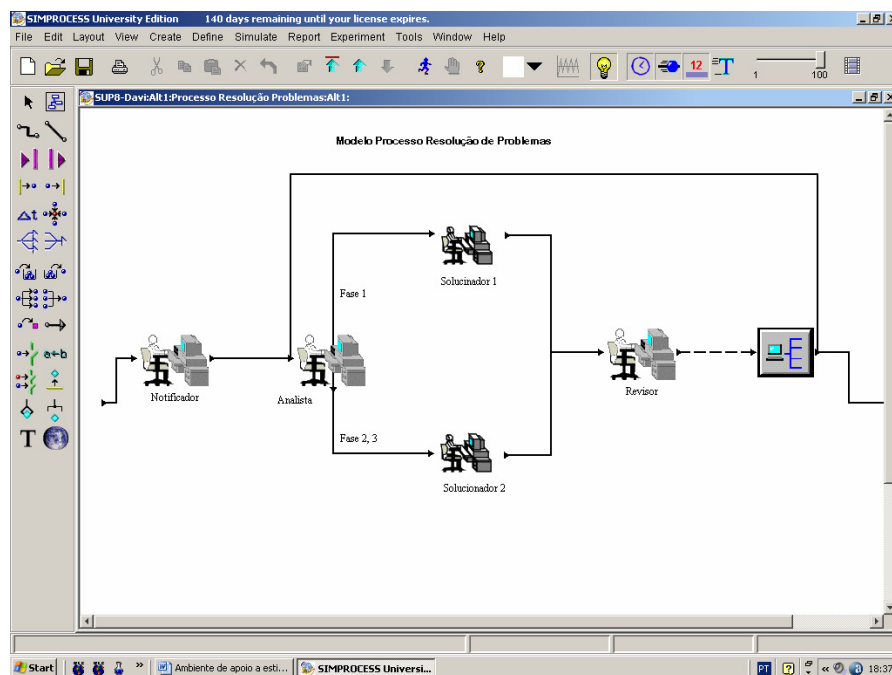 SIMPROCESS University Edition 140 days remaining until your license expires.
File Edit Layout View Create Define Simulate Report Experiment Tools Window Help
12 T 1 100
SUP8-Davi:Alt1:Processo Resolução Problemas:Alt1:
Modelo Processo Resolução de Problemas
Δt
Solucinador 1
Fase 1
a←b
Notificador
Analista
Revisor
Fase 2, 3
T
Solucionador 2
Start » Ambiente de apoio a esti... SIMPROCESS Universi... PT ? « 18:37